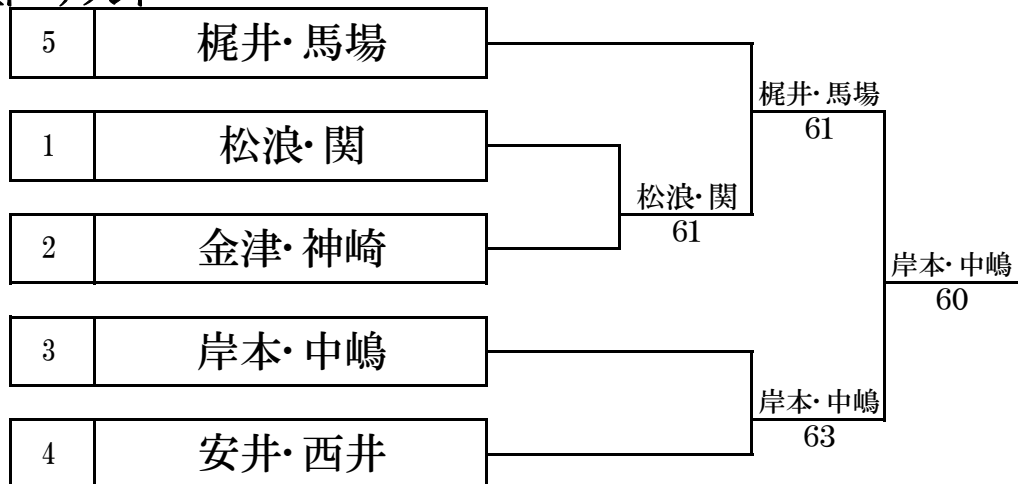 5 梶井・馬場
梶井・馬場
61
1 松浪・関
松浪・関
61
2 金津・神崎
岸本・中嶋
60
3 岸本・中嶋
岸本・中嶋
63
4 安井・西井